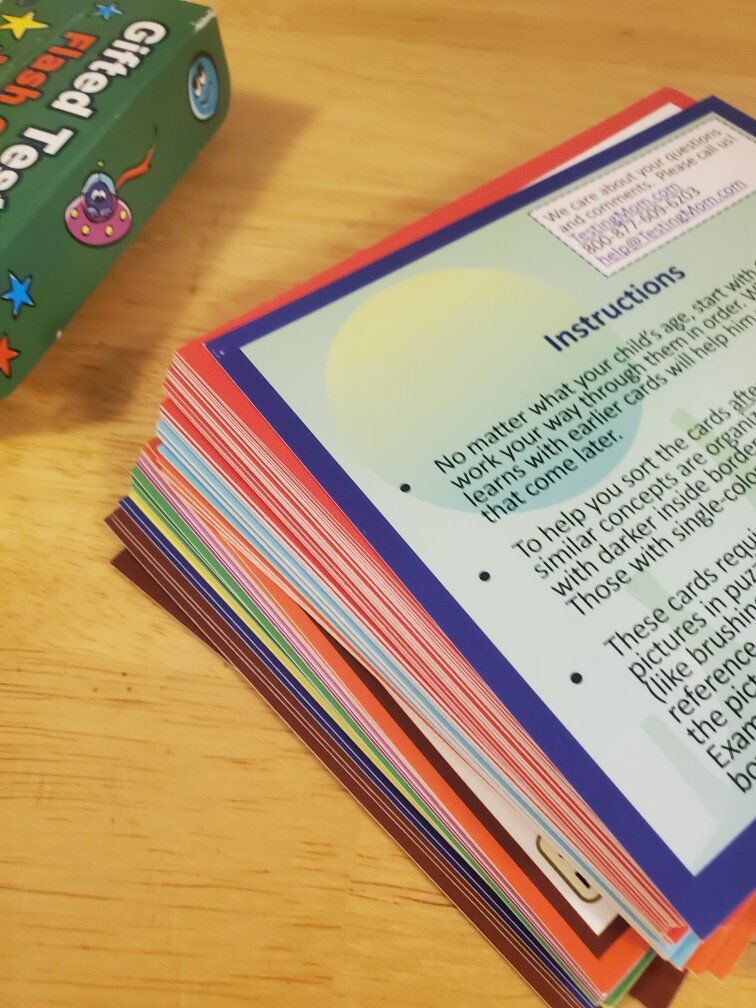 Gifted Tes
Flash
We care about your questions
and comments. Please call us!
TestingMom.com
800-877-609-6203
help@TestingMom.com
Instructions
No matter what your child's age, start with
work your way through them in order.
learns with earlier cards will help him
that come later.
To help you sort the cards afte
similar concepts are organi
with darker inside border
Those with single-colo
These cards requi
pictures in puzz
(like brushin
reference
the pict
Exam
bo